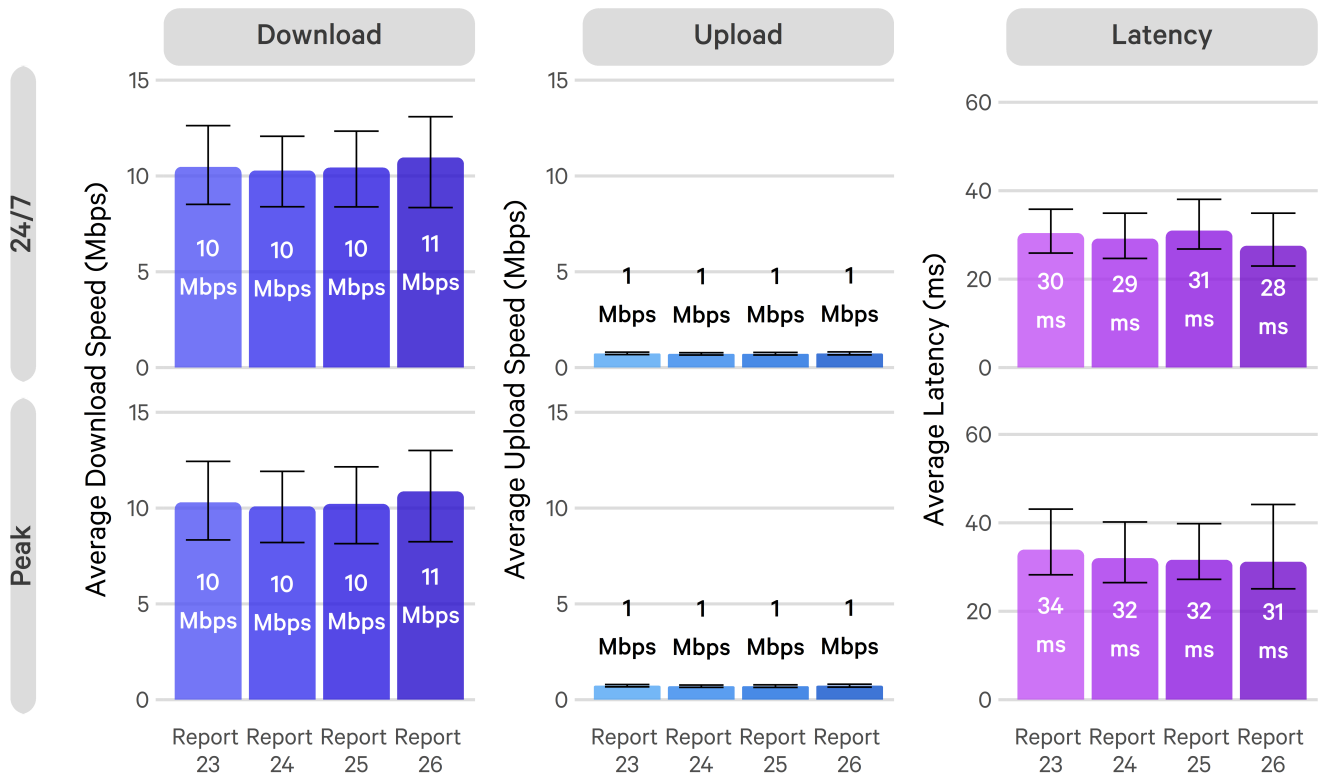 Download
Upload
Latency
24/7
Average Download Speed (Mbps)
15
10
5
0
10
Mbps
10
Mbps
10
Mbps
11
Mbps
Average Upload Speed (Mbps)
15
10
5
0
1
Mbps
1
Mbps
1
Mbps
1
Mbps
Average Latency (ms)
60
40
20
0
30
ms
29
ms
31
ms
28
ms
Peak
15
10
5
0
10
Mbps
10
Mbps
10
Mbps
11
Mbps
15
10
5
0
1
Mbps
1
Mbps
1
Mbps
1
Mbps
60
40
20
0
34
ms
32
ms
32
ms
31
ms
Report
23
Report
24
Report
25
Report
26
Report
23
Report
24
Report
25
Report
26
Report
23
Report
24
Report
25
Report
26